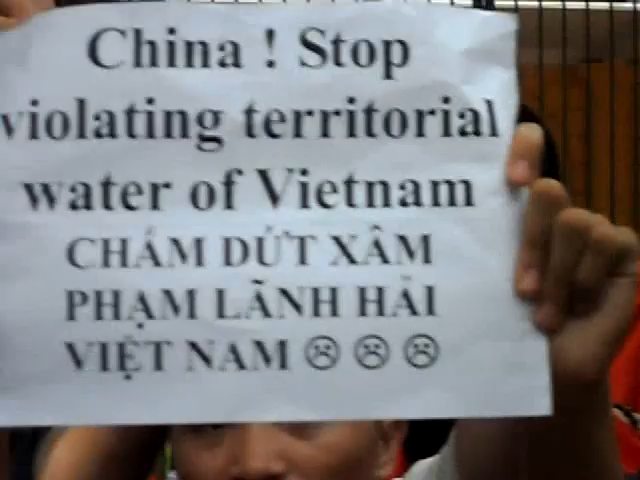 China ! Stop
violating territorial
water of Vietnam
CHẤM DỨT XÂM
PHẠM LÃNH HẢI
VIỆT NAM ☹ ☹ ☹